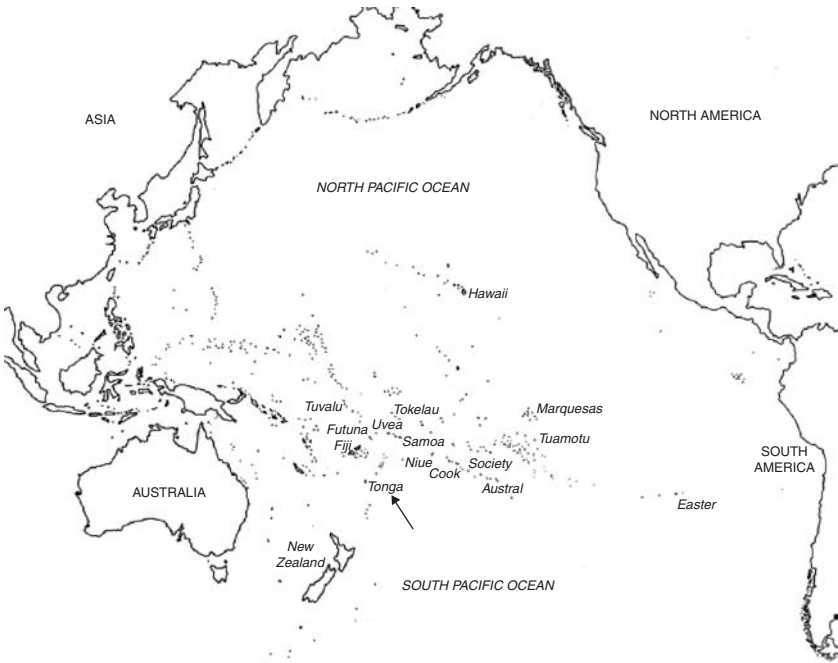 ASIA
NORTH AMERICA
NORTH PACIFIC OCEAN
Hawaii
Tuvalu
Tokelau
Marquesas
Futuna
Uvea
Fiji
Samoa
Tuamotu
Niue
Society
SOUTH
AMERICA
Cook
AUSTRALIA
Tonga
Austral
Easter
New
Zealand
SOUTH PACIFIC OCEAN